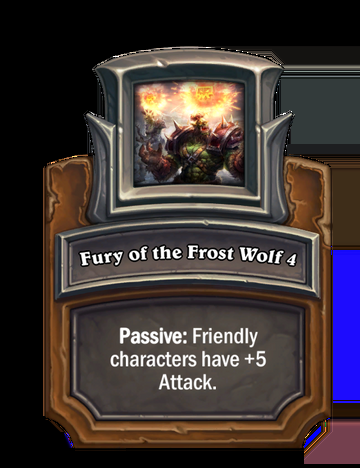 Fury of the Frost Wolf 4
Passive: Friendly
characters have +5
Attack.